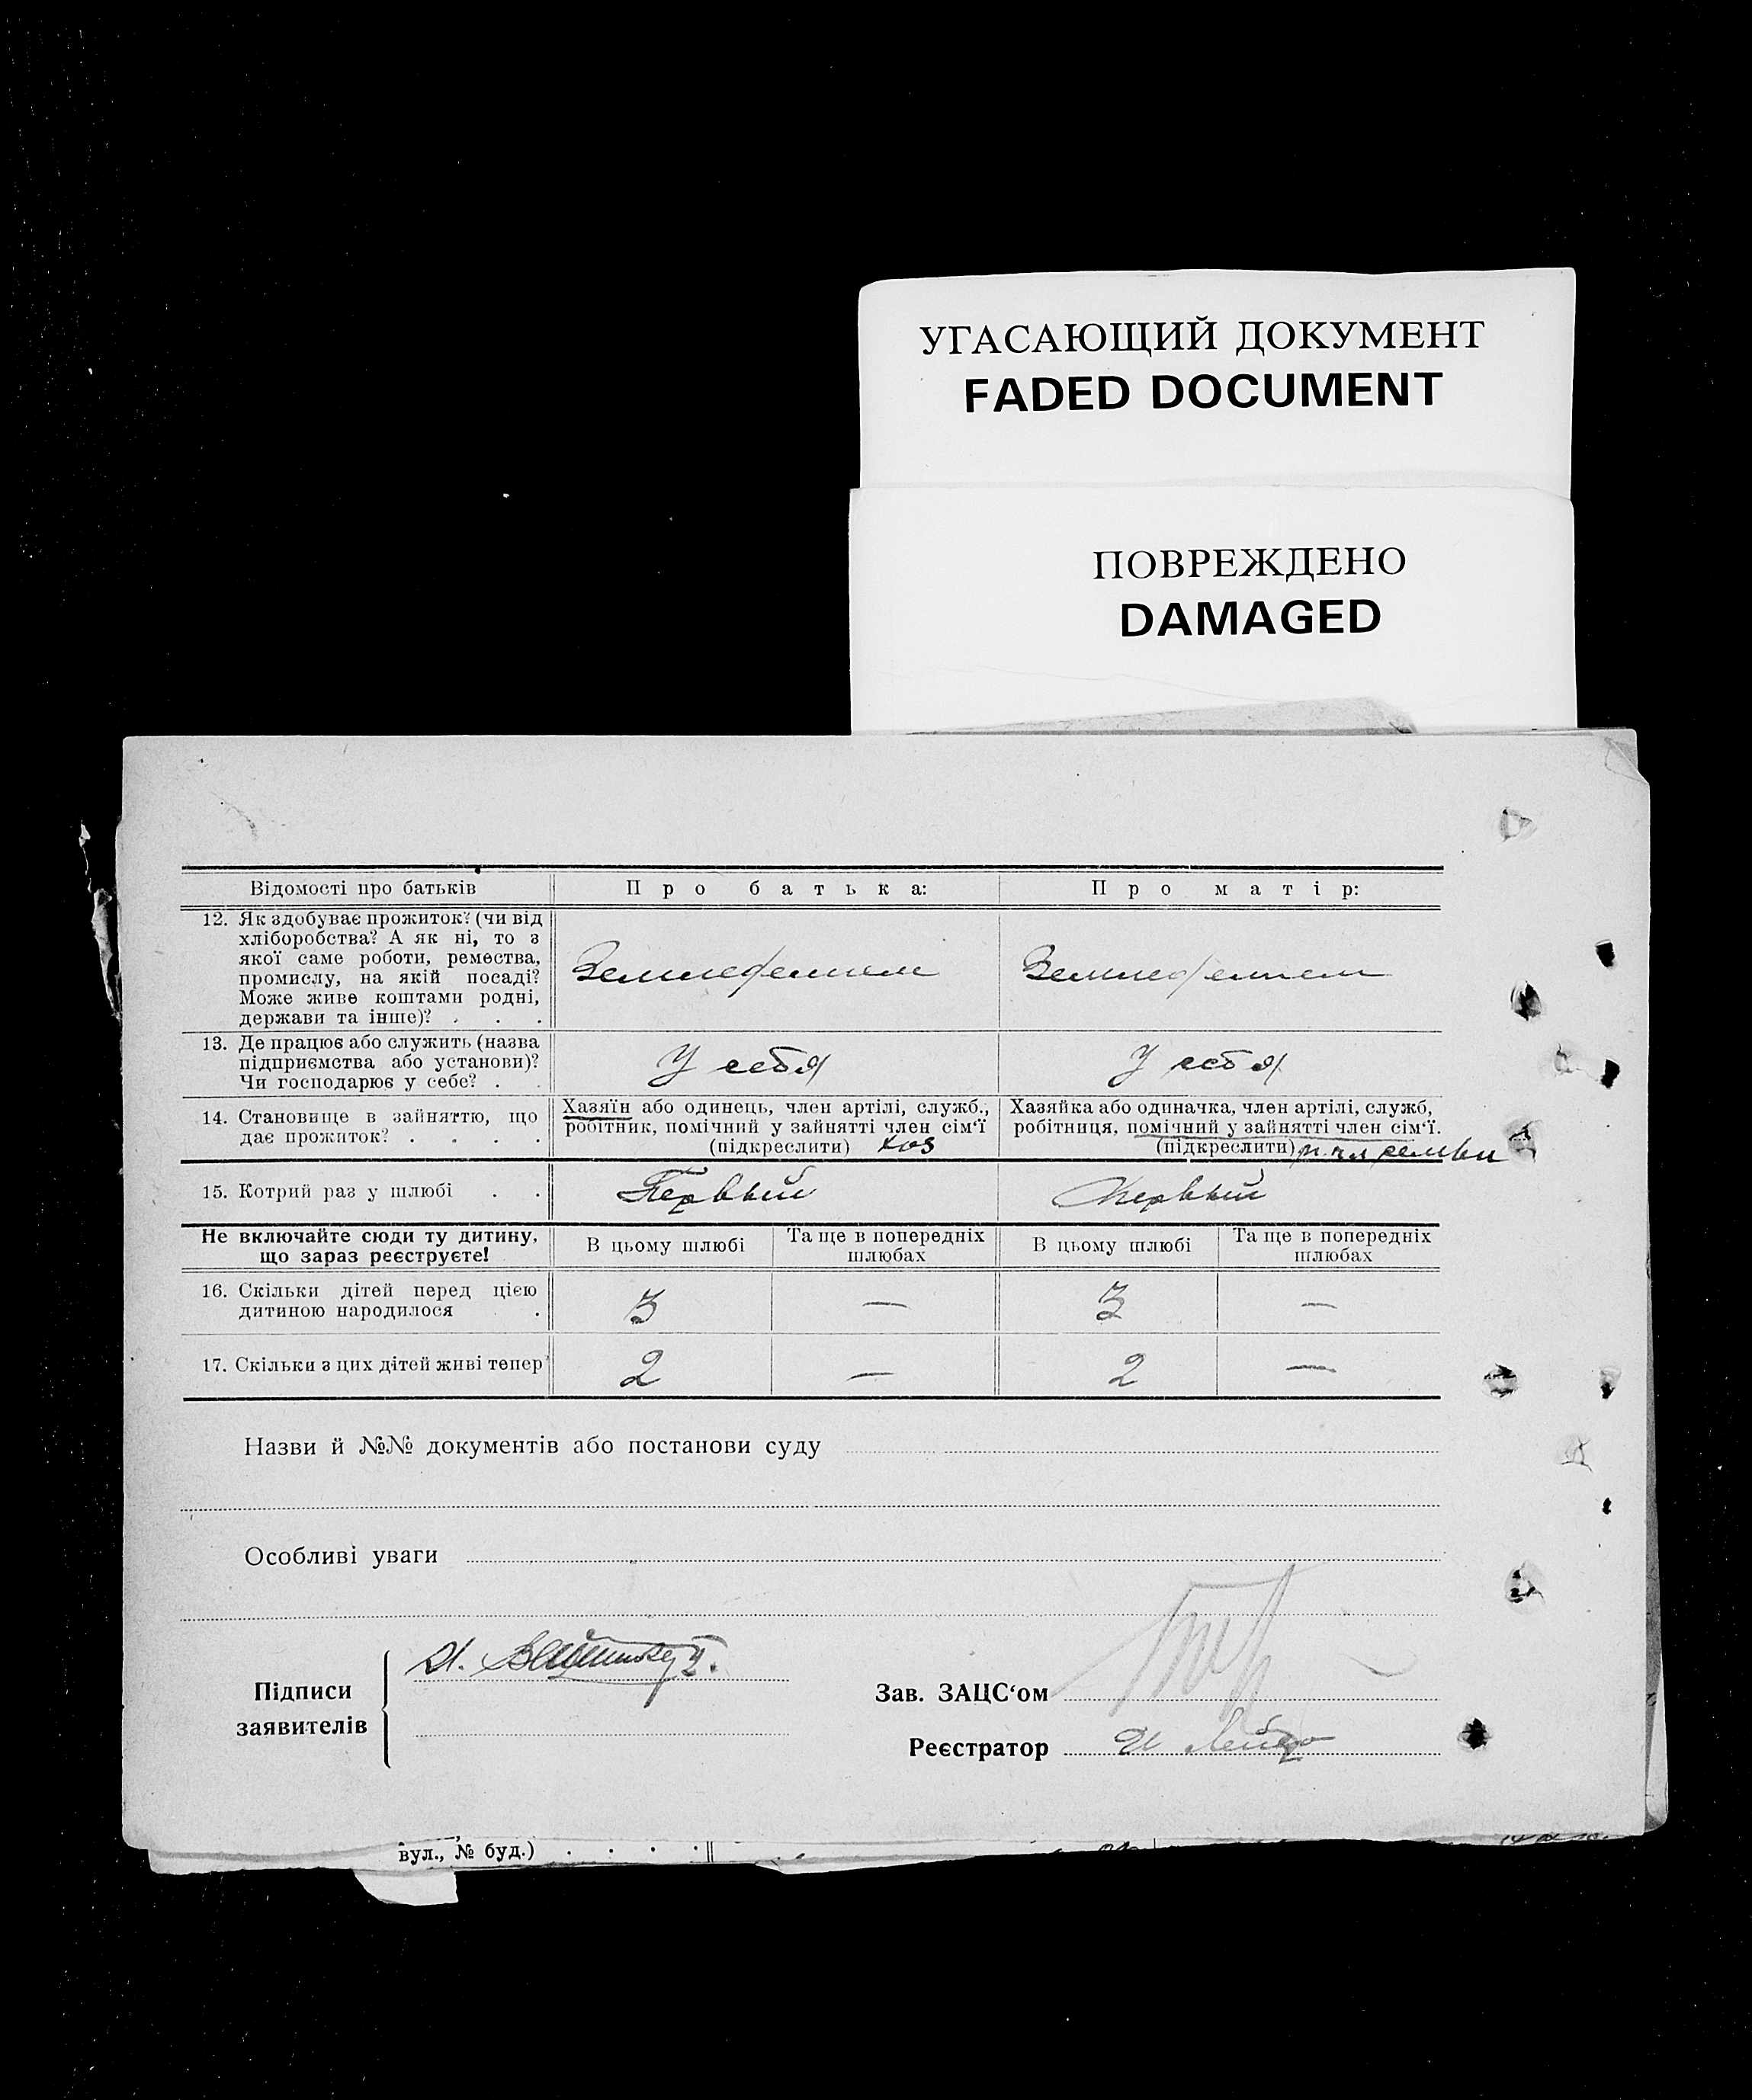 УГАСАЮЩИЙ ДОКУМЕНТ
FADED DOCUMENT
ПОВРЕЖДЕНО
DAMAGED
Відомості про батьків
Про батька:
Про матір:
12. Як здобуває прожиток? (чи від
хліборобства? А як ні, то з
якої саме роботи, ремества,
промислу, на якій посаді?
Може живе коштами родні,
держави та інше)? . . .
Земледелием
Земледелием
13. Де працює або служить (назва
підприємства або установи)?
Чи господарює у себе? . .
У себя
У себя
14. Становище в зайняттю, що
дає прожиток? . . . .
Хазяїн або одинець, член артілі, служб.,
робітник, помічний у зайнятті член сім'ї
(підкреслити) хоз
Хазяйка або одиначка, член артілі, служб,
робітниця, помічний у зайнятті член сім'ї.
(підкреслити) п. чл семьи
15. Котрий раз у шлюбі . .
Первый
Первый
Не включайте сюди ту дитину,
що зараз реєструєте!
В цьому шлюбі
Та ще в попередніх
шлюбах
В цьому шлюбі
Та ще в попередніх
шлюбах
16. Скільки дітей перед цією
дитиною народилося .
3
—
3
—
17. Скільки з цих дітей живі тепер
2
—
2
—
Назви й №№ документів або постанови суду
Особливі уваги
Підписи
заявителів
Зав. ЗАЦС'ом
Реєстратор
вул., № буд.) . . . .